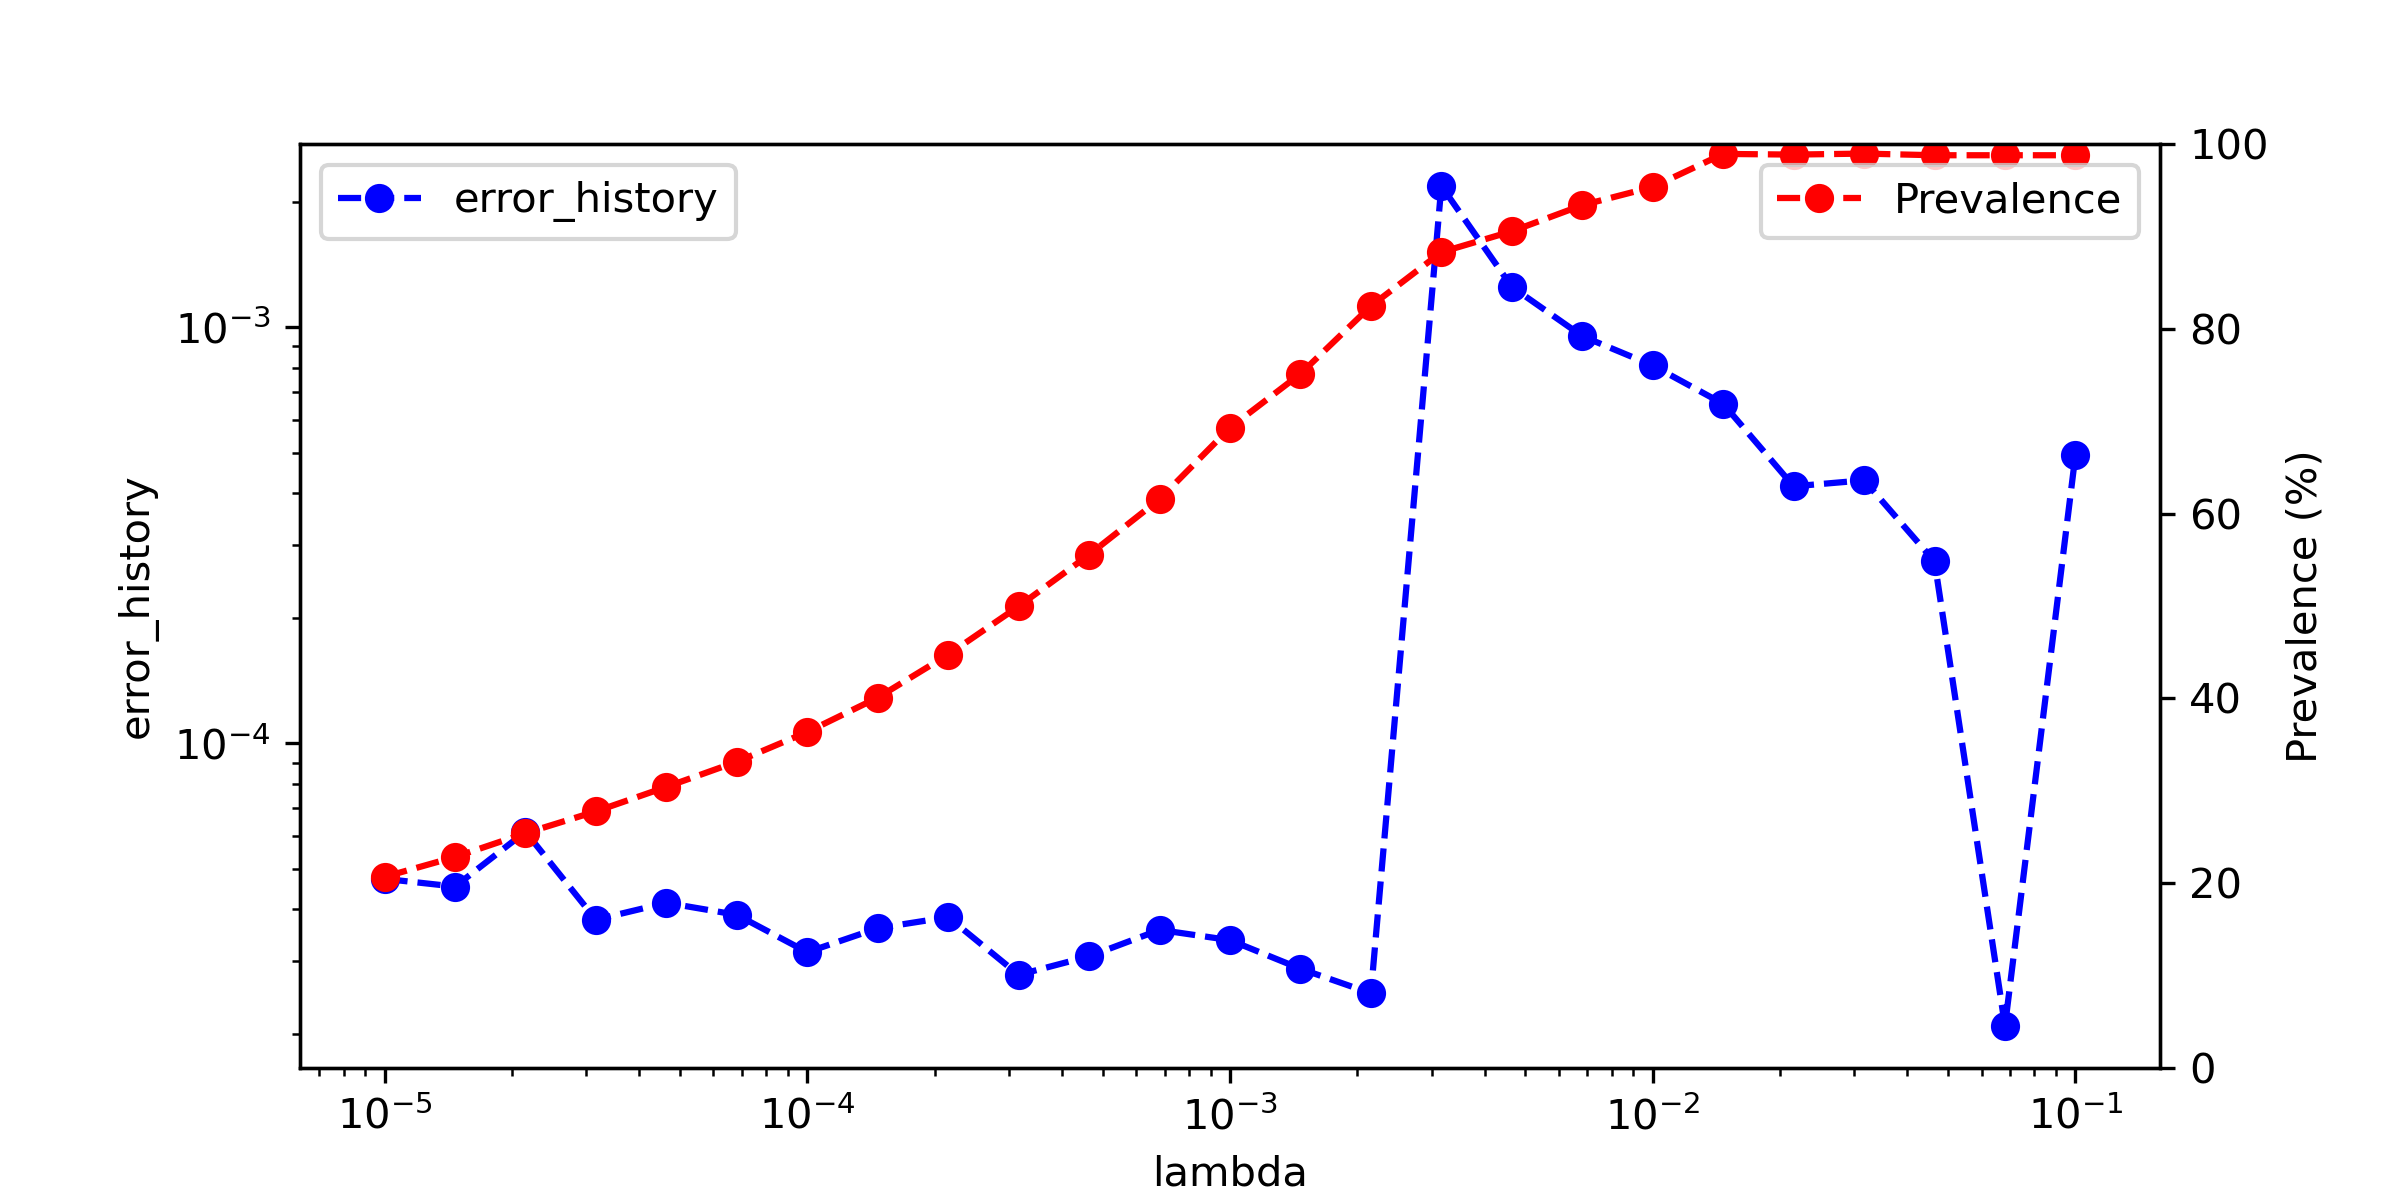 error_history
Prevalence
10⁻³
10⁻⁴
error_history
100
80
60
40
20
0
Prevalence (%)
10⁻⁵ 10⁻⁴ 10⁻³ 10⁻² 10⁻¹
lambda